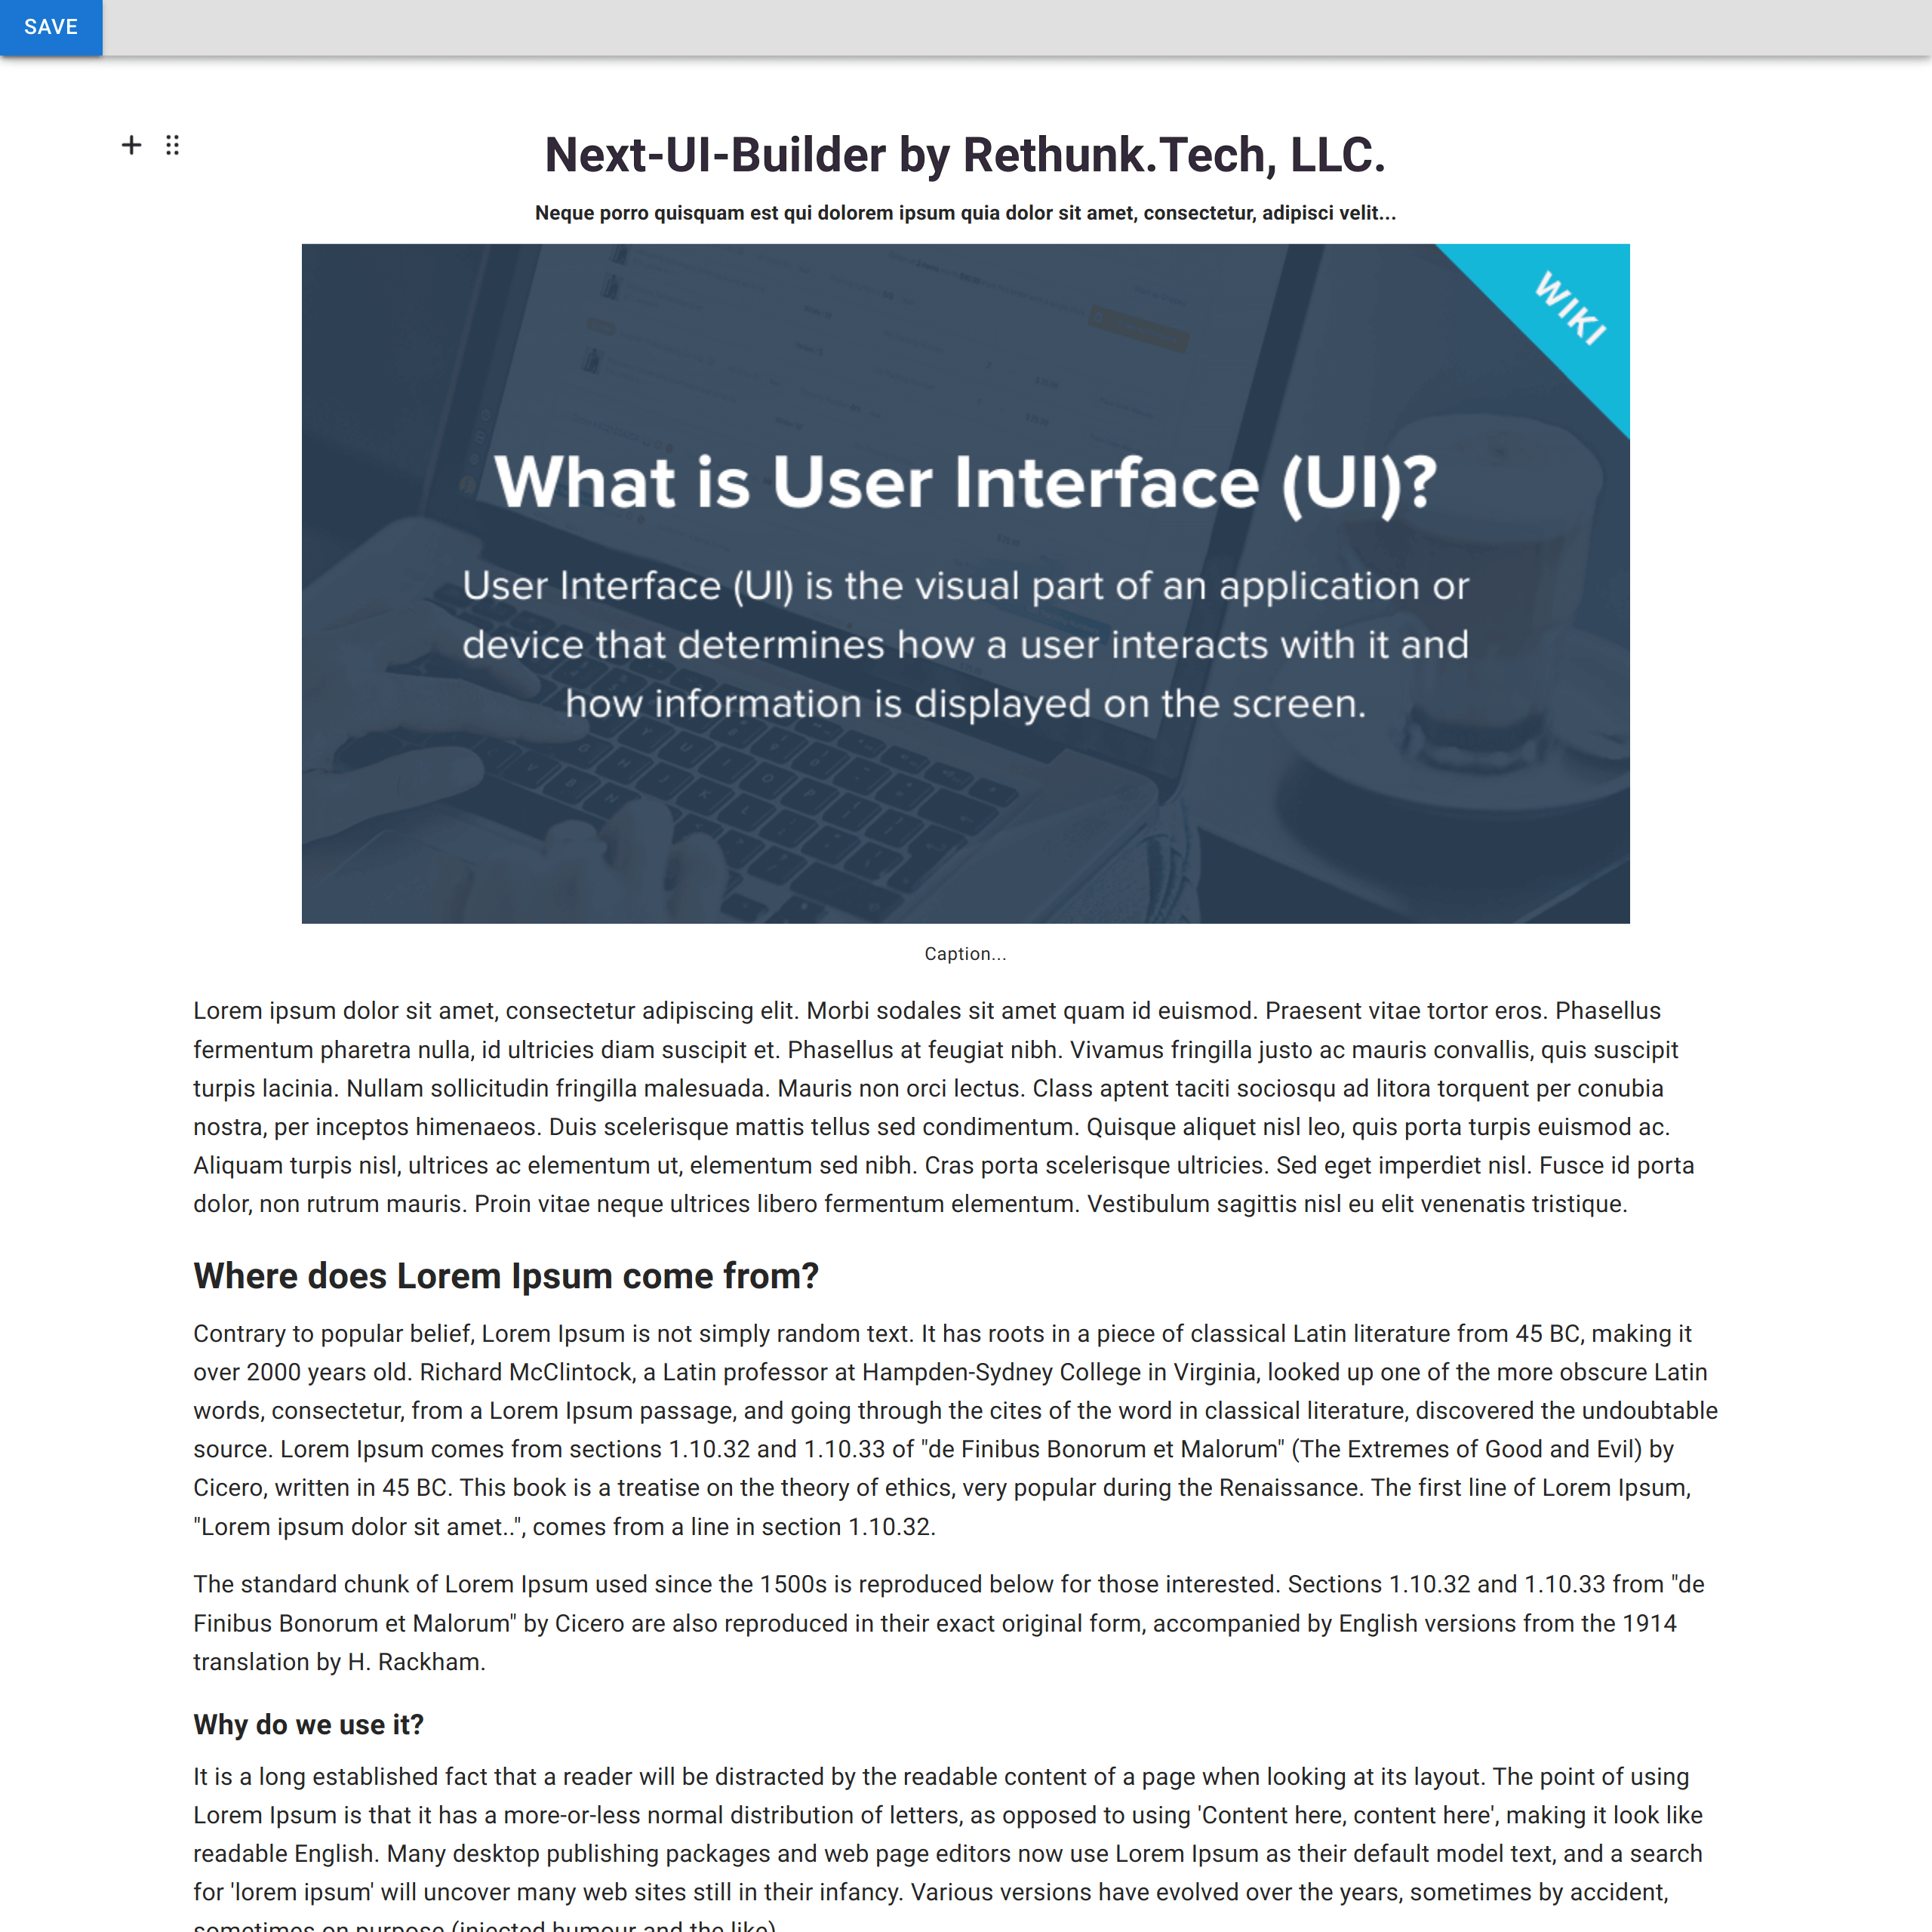 SAVE
Next-UI-Builder by Rethunk.Tech, LLC.
Neque porro quisquam est qui dolorem ipsum quia dolor sit amet, consectetur, adipisci velit...
WIKI
What is User Interface (UI)?
User Interface (UI) is the visual part of an application or
device that determines how a user interacts with it and
how information is displayed on the screen.
Caption...
Lorem ipsum dolor sit amet, consectetur adipiscing elit. Morbi sodales sit amet quam id euismod. Praesent vitae tortor eros. Phasellus
fermentum pharetra nulla, id ultricies diam suscipit et. Phasellus at feugiat nibh. Vivamus fringilla justo ac mauris convallis, quis suscipit
turpis lacinia. Nullam sollicitudin fringilla malesuada. Mauris non orci lectus. Class aptent taciti sociosqu ad litora torquent per conubia
nostra, per inceptos himenaeos. Duis scelerisque mattis tellus sed condimentum. Quisque aliquet nisl leo, quis porta turpis euismod ac.
Aliquam turpis nisl, ultrices ac elementum ut, elementum sed nibh. Cras porta scelerisque ultricies. Sed eget imperdiet nisl. Fusce id porta
dolor, non rutrum mauris. Proin vitae neque ultrices libero fermentum elementum. Vestibulum sagittis nisl eu elit venenatis tristique.
Where does Lorem Ipsum come from?
Contrary to popular belief, Lorem Ipsum is not simply random text. It has roots in a piece of classical Latin literature from 45 BC, making it
over 2000 years old. Richard McClintock, a Latin professor at Hampden-Sydney College in Virginia, looked up one of the more obscure Latin
words, consectetur, from a Lorem Ipsum passage, and going through the cites of the word in classical literature, discovered the undoubtable
source. Lorem Ipsum comes from sections 1.10.32 and 1.10.33 of "de Finibus Bonorum et Malorum" (The Extremes of Good and Evil) by
Cicero, written in 45 BC. This book is a treatise on the theory of ethics, very popular during the Renaissance. The first line of Lorem Ipsum,
"Lorem ipsum dolor sit amet..", comes from a line in section 1.10.32.
The standard chunk of Lorem Ipsum used since the 1500s is reproduced below for those interested. Sections 1.10.32 and 1.10.33 from "de
Finibus Bonorum et Malorum" by Cicero are also reproduced in their exact original form, accompanied by English versions from the 1914
translation by H. Rackham.
Why do we use it?
It is a long established fact that a reader will be distracted by the readable content of a page when looking at its layout. The point of using
Lorem Ipsum is that it has a more-or-less normal distribution of letters, as opposed to using 'Content here, content here', making it look like
readable English. Many desktop publishing packages and web page editors now use Lorem Ipsum as their default model text, and a search
for 'lorem ipsum' will uncover many web sites still in their infancy. Various versions have evolved over the years, sometimes by accident,
sometimes on purpose (injected humour and the like).